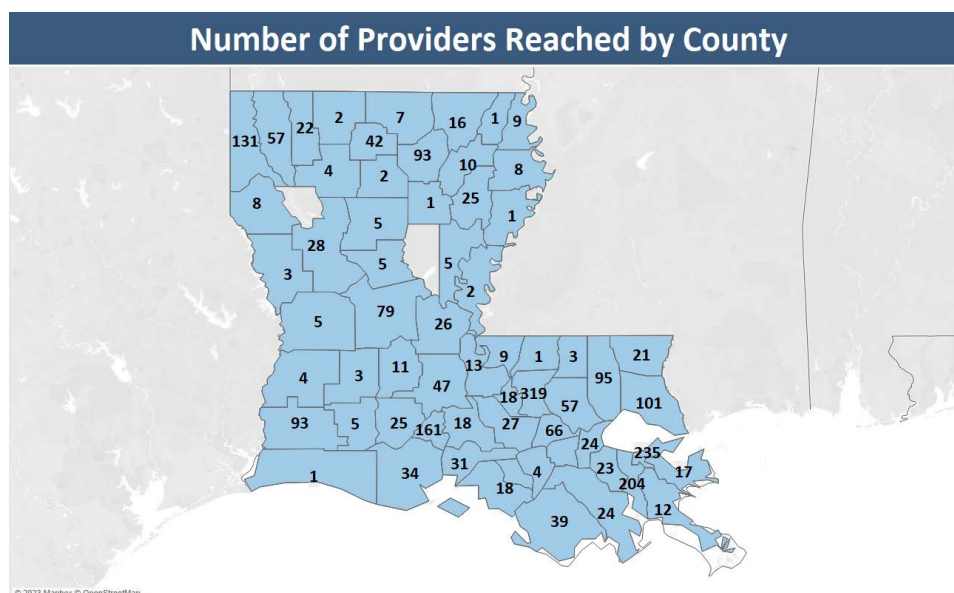 Number of Providers Reached by County
131 57 22 2 7 16 1 9
42
93
4 2 10 8
8 1 25 1
5
28
3 5 5
2
5 79 26
4 3 11 47 13 9 1 3 95 21
18 319 57 101
93 5 25 161 18 27 66 24
235
1 34 31 4 23 204 17
18
39 24 12
© 2023 Mapbox © OpenStreetMap